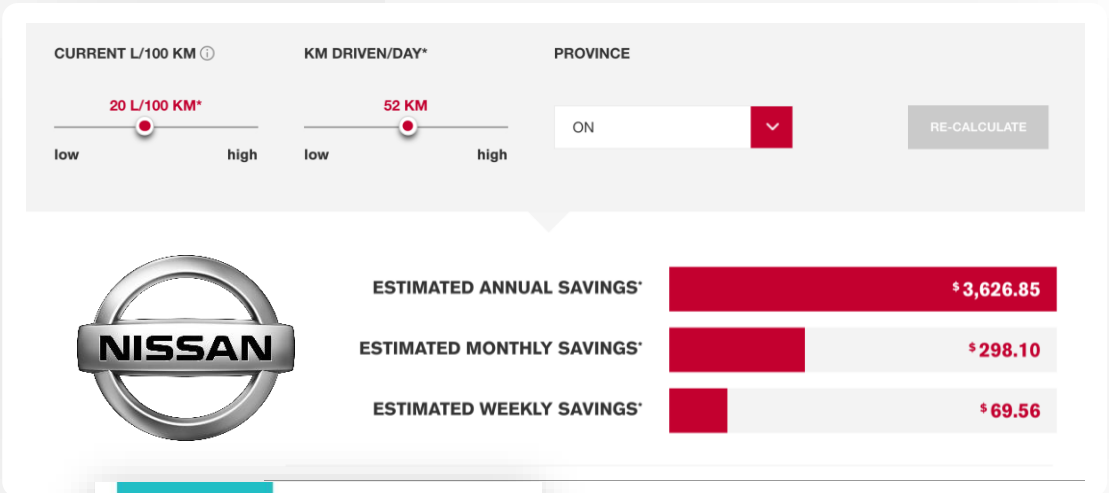 CURRENT L/100 KM
KM DRIVEN/DAY*
PROVINCE
20 L/100 KM*
52 KM
ON
RE-CALCULATE
low
high
low
high
ESTIMATED ANNUAL SAVINGS*
$3,626.85
NISSAN
ESTIMATED MONTHLY SAVINGS*
$298.10
ESTIMATED WEEKLY SAVINGS*
$69.56